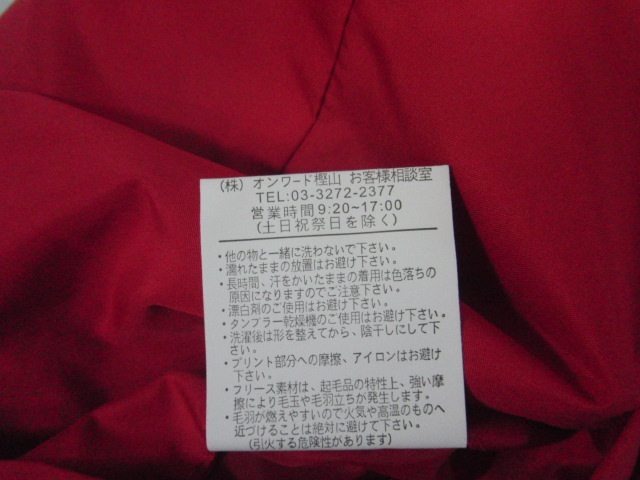 (株) オンワード樫山 お客様相談室
TEL:03-3272-2377
営業時間9:20~17:00
(土日祝祭日を除く)
・他の物と一緒に洗わないで下さい。
・濡れたままの放置はお避け下さい。
・長時間、汗をかいたままの着用は色落ちの
原因になりますのでご注意下さい。
・漂白剤のご使用はお避け下さい。
・タンブラー乾燥機のご使用はお避け下さい。
・洗濯後は形を整えてから、陰干しにして下
さい。
・プリント部分への摩擦、アイロンはお避け
下さい。
・フリース素材は、起毛品の特性上、強い摩
擦により毛玉や毛羽立ちが発生します。
・毛羽が燃えやすいので火気や高温のものへ
近づけることは絶対に避けて下さい。
(引火する危険性があります)